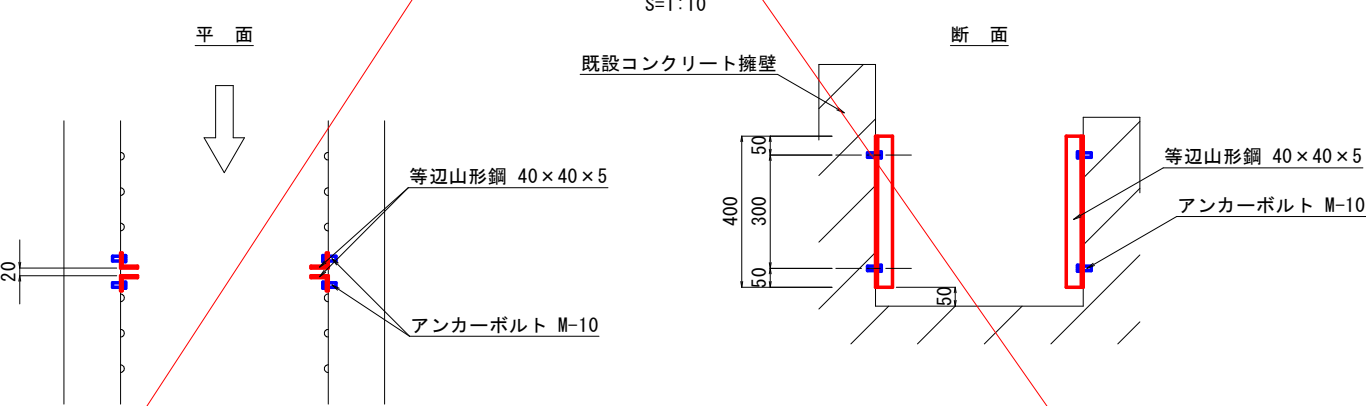 S=1:10
平 面
断 面
既設コンクリート擁壁
等辺山形鋼 40×40×5
アンカーボルト M-10
20
400
50
300
50
50
等辺山形鋼 40×40×5
アンカーボルト M-10